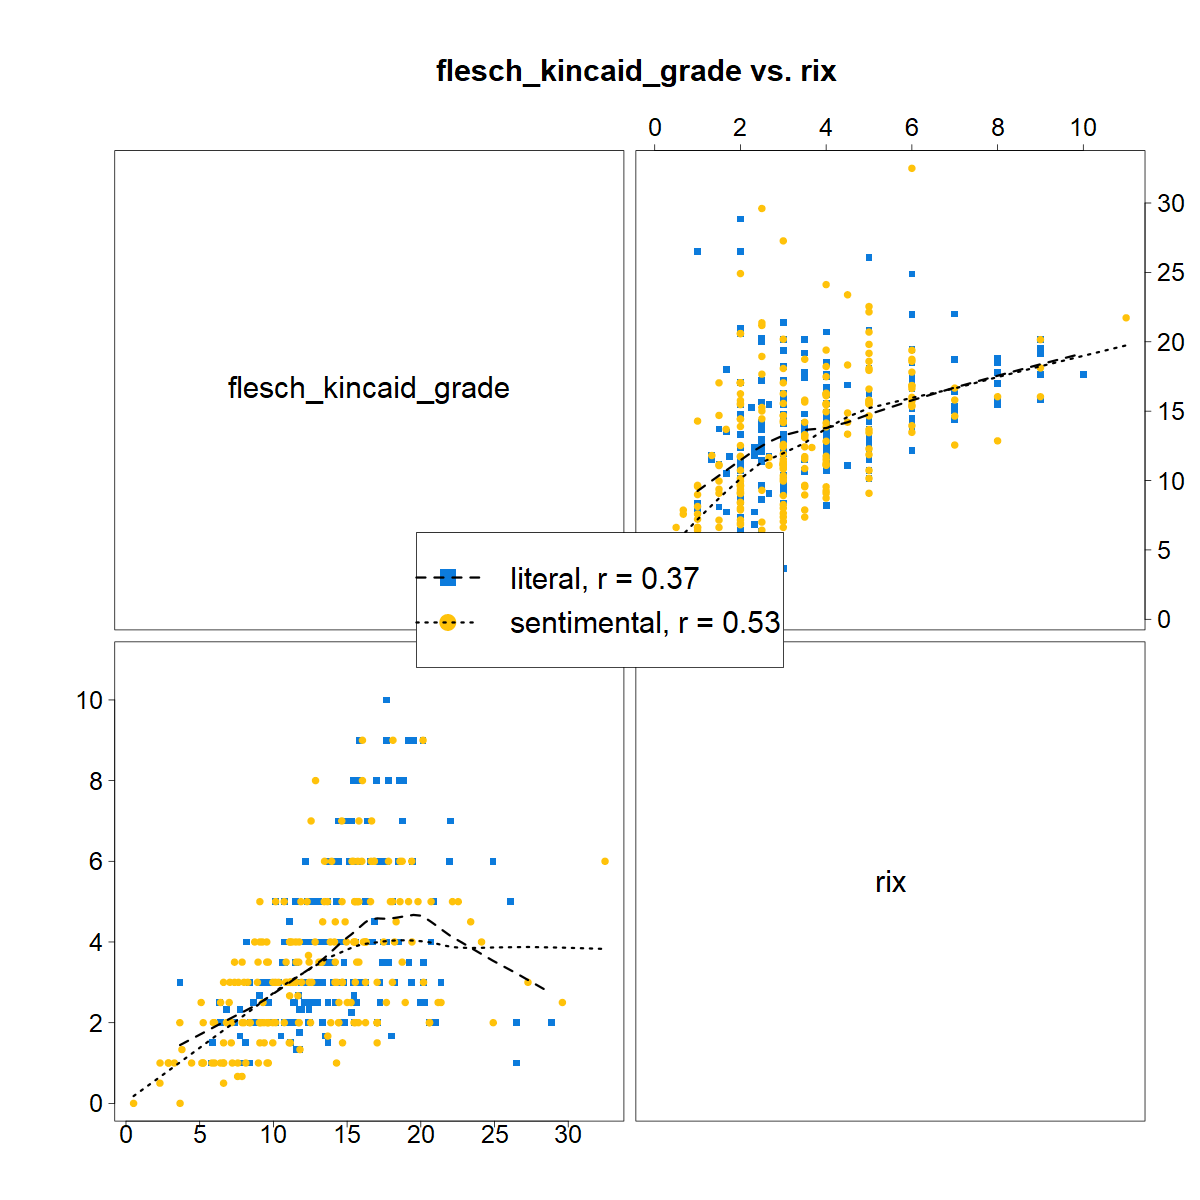 flesch_kincaid_grade vs. rix
0 2 4 6 8 10
flesch_kincaid_grade
30
25
20
15
10
5
0
literal, r = 0.37
sentimental, r = 0.53
10
8
6
4
2
0
rix
0 5 10 15 20 25 30